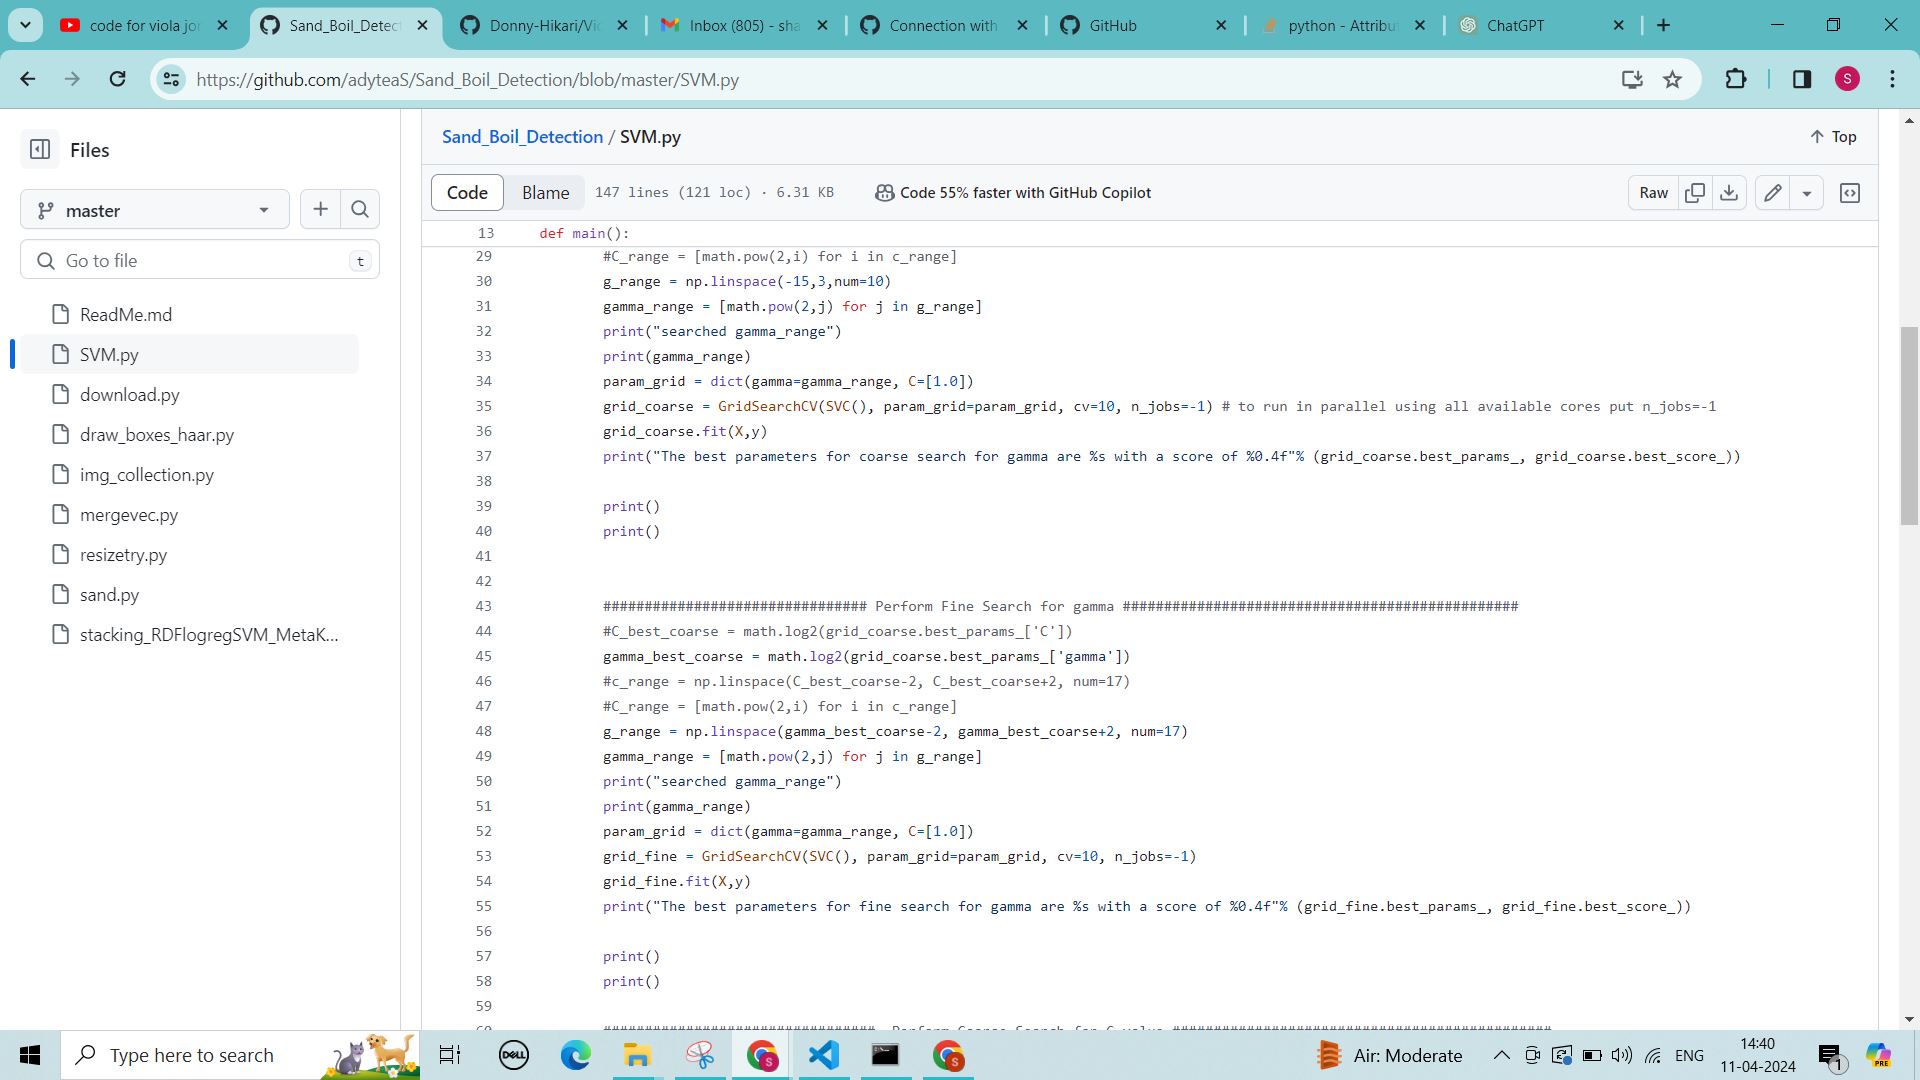 code for viola jor
Sand_Boil_Detect
Donny-Hikari/Vic
Inbox (805) - sha
Connection with
GitHub
python - Attribut
ChatGPT
https://github.com/adyteaS/Sand_Boil_Detection/blob/master/SVM.py
S
Files
master
Go to file
t
ReadMe.md
SVM.py
download.py
draw_boxes_haar.py
img_collection.py
mergevec.py
resizetry.py
sand.py
stacking_RDFlogregSVM_MetaK...
Sand_Boil_Detection / SVM.py
Top
Code
Blame
147 lines (121 loc) · 6.31 KB
Code 55% faster with GitHub Copilot
Raw
13 def main():
29 #C_range = [math.pow(2,i) for i in c_range]
30 g_range = np.linspace(-15,3,num=10)
31 gamma_range = [math.pow(2,j) for j in g_range]
32 print("searched gamma_range")
33 print(gamma_range)
34 param_grid = dict(gamma=gamma_range, C=[1.0])
35 grid_coarse = GridSearchCV(SVC(), param_grid=param_grid, cv=10, n_jobs=-1) # to run in parallel using all available cores put n_jobs=-1
36 grid_coarse.fit(X,y)
37 print("The best parameters for coarse search for gamma are %s with a score of %0.4f"% (grid_coarse.best_params_, grid_coarse.best_score_))
38
39 print()
40 print()
41
42
43 ################################ Perform Fine Search for gamma ################################################
44 #C_best_coarse = math.log2(grid_coarse.best_params_['C'])
45 gamma_best_coarse = math.log2(grid_coarse.best_params_['gamma'])
46 #c_range = np.linspace(C_best_coarse-2, C_best_coarse+2, num=17)
47 #C_range = [math.pow(2,i) for i in c_range]
48 g_range = np.linspace(gamma_best_coarse-2, gamma_best_coarse+2, num=17)
49 gamma_range = [math.pow(2,j) for j in g_range]
50 print("searched gamma_range")
51 print(gamma_range)
52 param_grid = dict(gamma=gamma_range, C=[1.0])
53 grid_fine = GridSearchCV(SVC(), param_grid=param_grid, cv=10, n_jobs=-1)
54 grid_fine.fit(X,y)
55 print("The best parameters for fine search for gamma are %s with a score of %0.4f"% (grid_fine.best_params_, grid_fine.best_score_))
56
57 print()
58 print()
59
60 ################################# Perform Coarse Search for C value ##############################################
Type here to search
DELL
Air: Moderate
ENG
14:40
11-04-2024
1
PRE